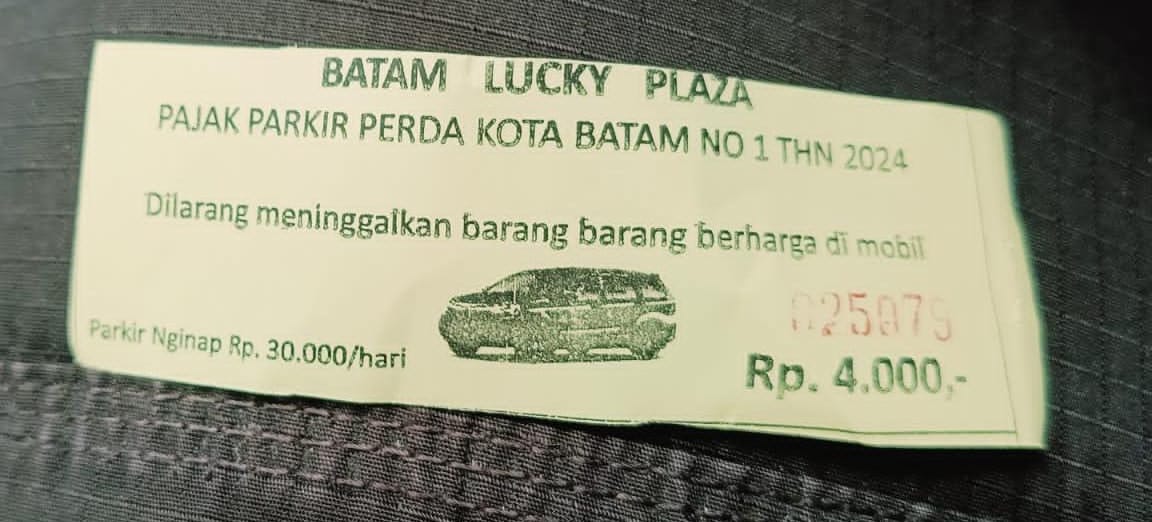 BATAM LUCKY PLAZA
PAJAK PARKIR PERDA KOTA BATAM NO 1 THN 2024
Dilarang meninggalkan barang barang berharga di mobil
025079
Parkir Nginap Rp. 30.000/hari
Rp. 4.000,-